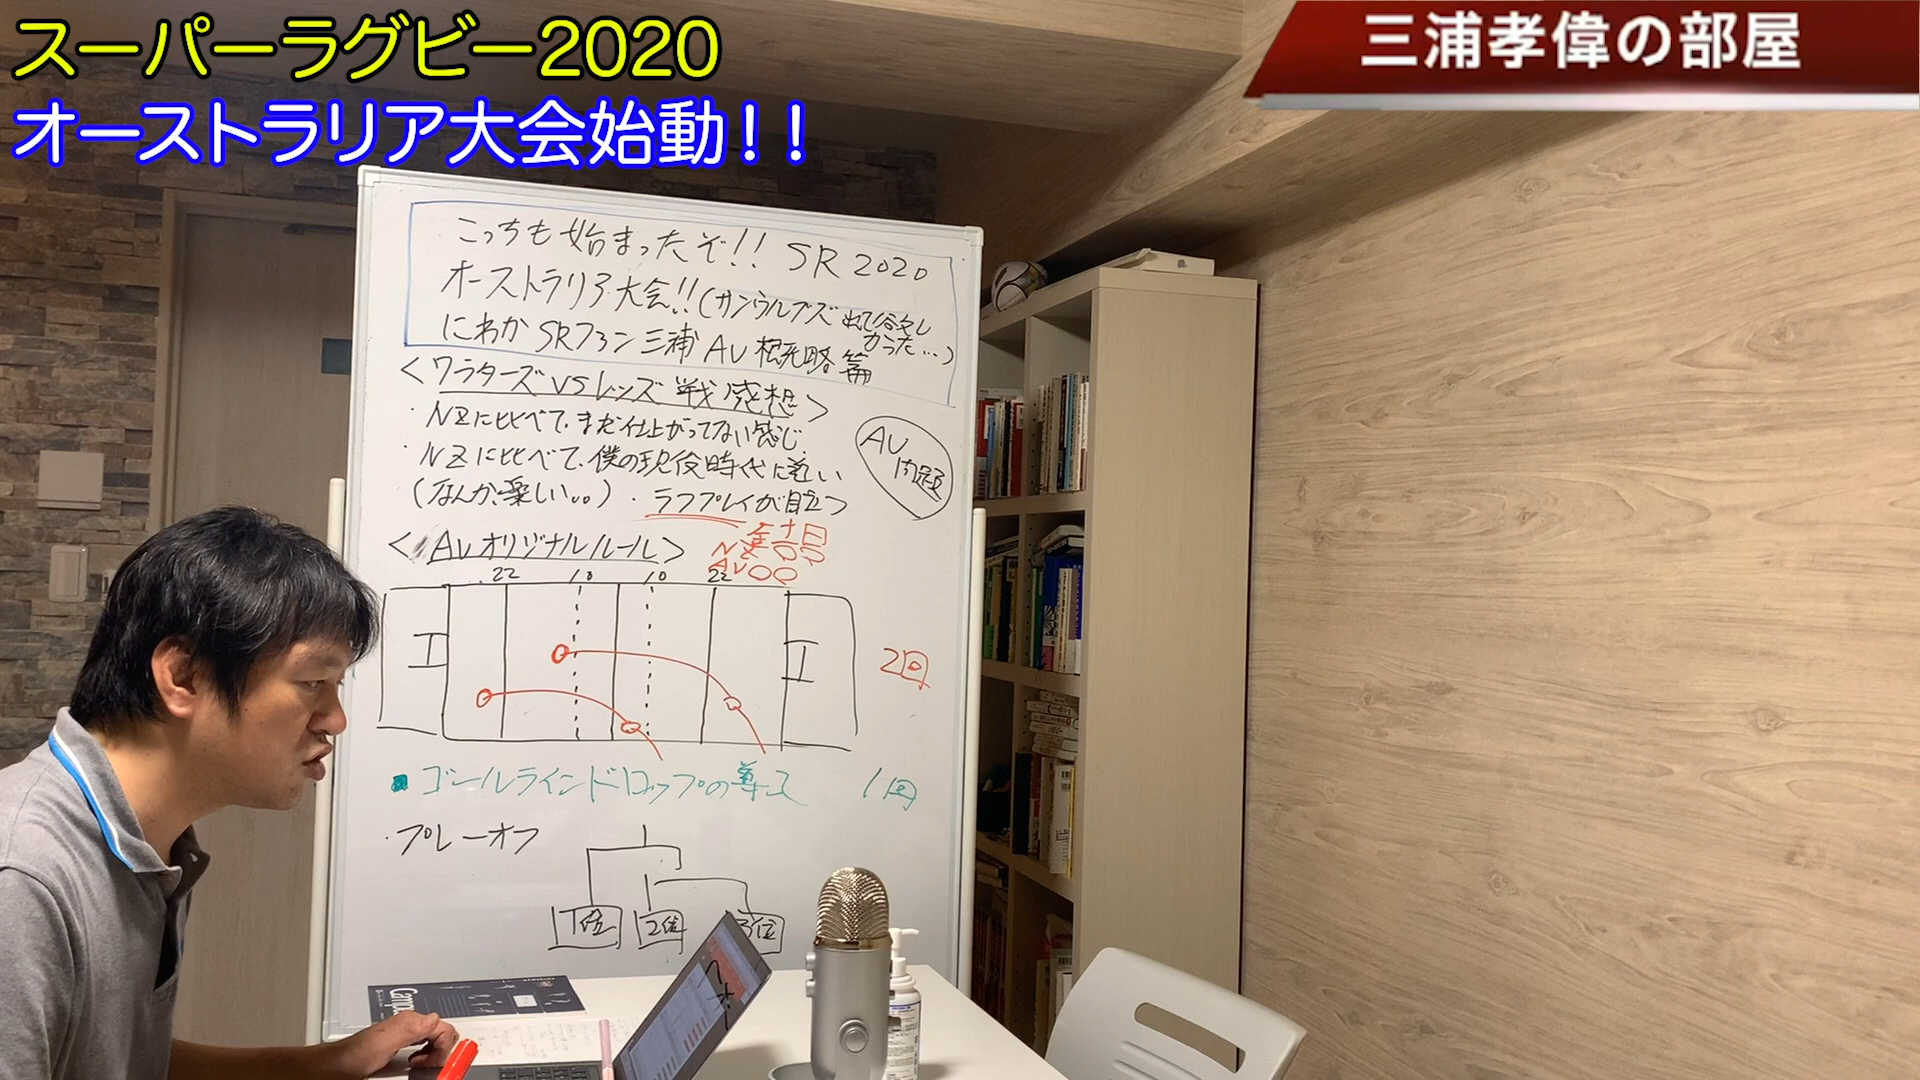 スーパーラグビー2020
オーストラリア大会始動!!
三浦孝偉の部屋
こっちも始まったぞ!! SR 2020
オーストラリア大会!!(サンウルブズ出て欲し
かった…)
にわかSRファン三浦 AU 概略篇
<ワラターズVSレッズ戦感想>
・NZに比べて、まだ仕上がってない感じ
・NZに比べて、僕の現役時代に近い
(なんか、楽しい。。) ・ラフプレイが目立つ
AU
問題
<AUオリジナルルール>
金 土 日
NZ 〇〇
AU〇〇
22 10 10 22
2回
ゴールラインドロップの導入 1回
・プレーオフ
1位 2位 3位